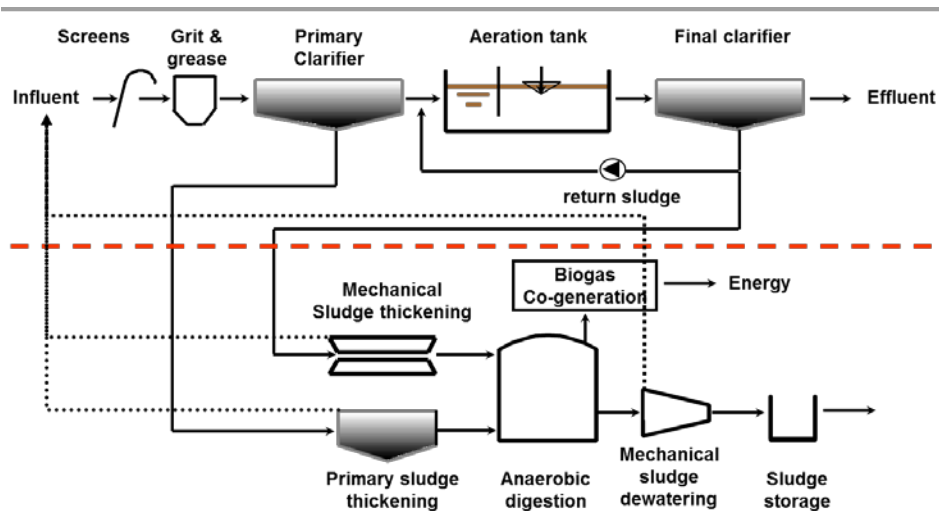 Screens
Grit &
grease
Primary
Clarifier
Aeration tank
Final clarifier
Influent
Effluent
return sludge
Biogas
Co-generation
Energy
Mechanical
Sludge thickening
Primary sludge
thickening
Anaerobic
digestion
Mechanical
sludge
dewatering
Sludge
storage